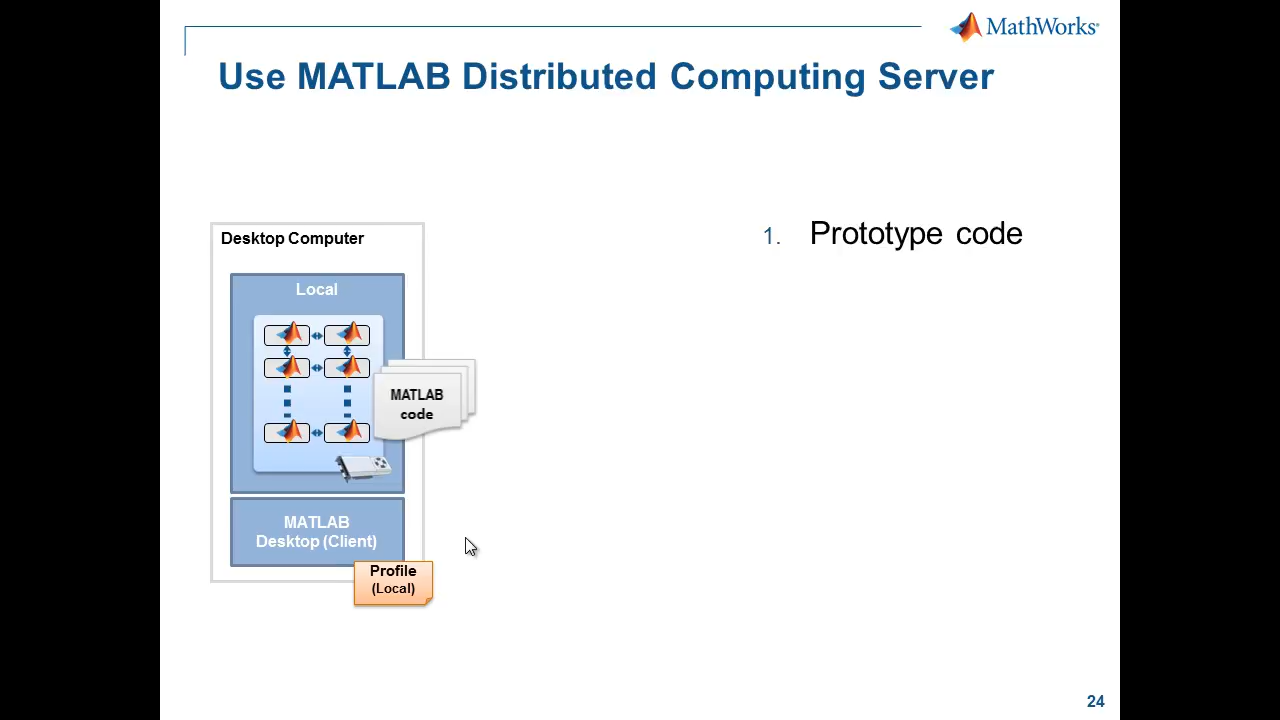 MathWorks®
Use MATLAB Distributed Computing Server
Desktop Computer
Local
MATLAB
code
MATLAB
Desktop (Client)
Profile
(Local)
1. Prototype code
24